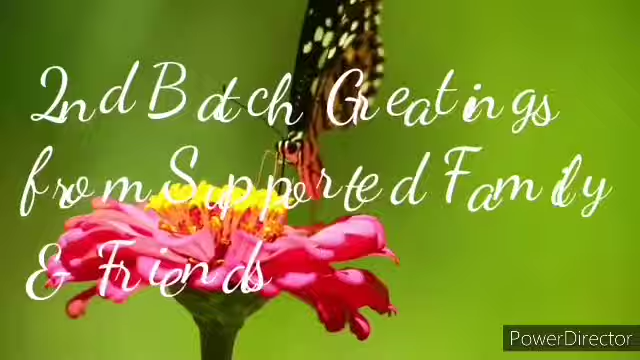 2nd Batch Greatings
from Supported Family
& Friends
PowerDirector